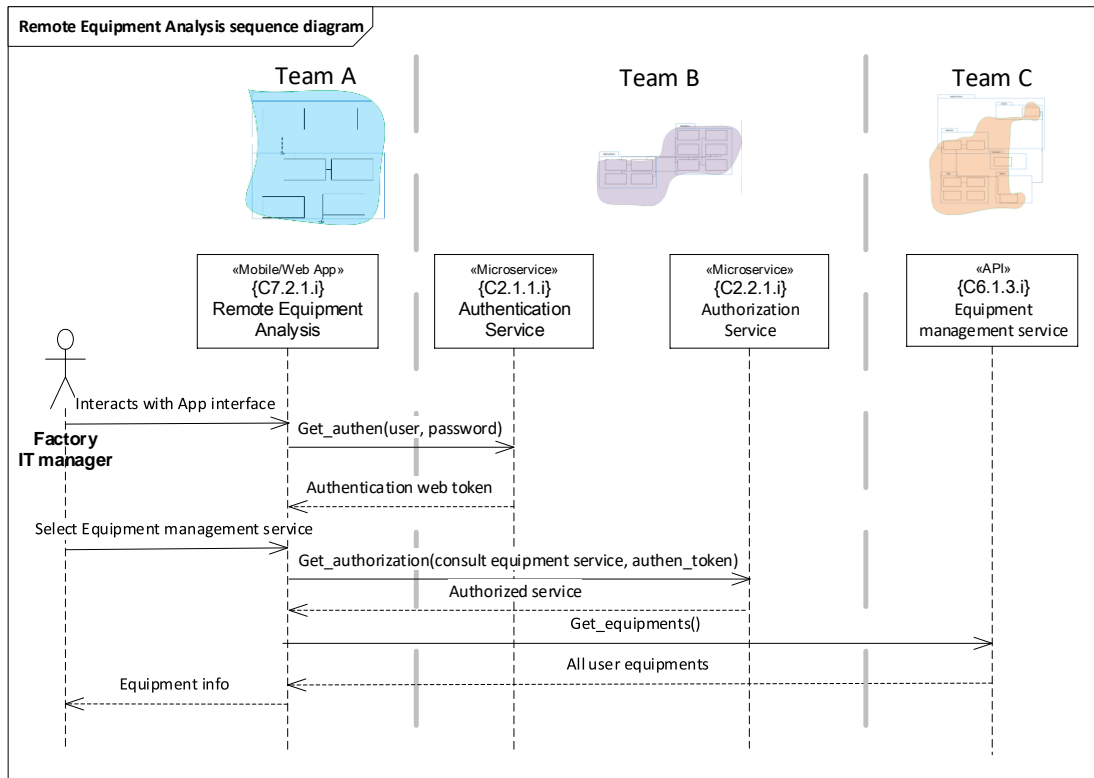 Remote Equipment Analysis sequence diagram
Team A
Team B
Team C
«Mobile/Web App»
{C7.2.1.i}
Remote Equipment
Analysis
«Microservice»
{C2.1.1.i}
Authentication
Service
«Microservice»
{C2.2.1.i}
Authorization
Service
«API»
{C6.1.3.i}
Equipment
management service
Interacts with App interface
Factory
IT manager
Get_authen(user, password)
Authentication web token
Select Equipment management service
Get_authorization(consult equipment service, authen_token)
Authorized service
Get_equipments()
All user equipments
Equipment info